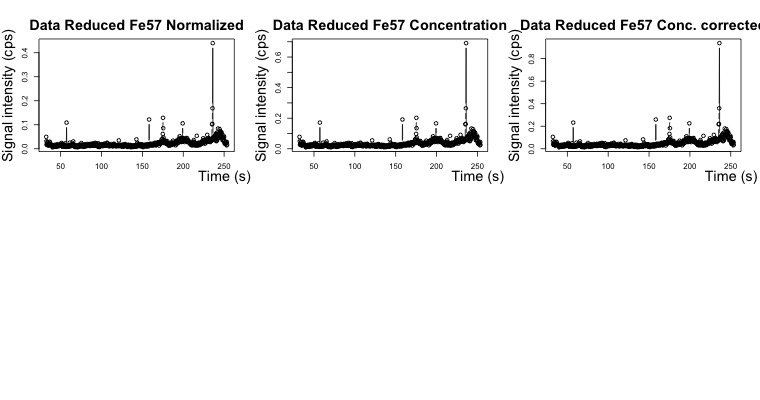 Data Reduced Fe57 Normalized
Signal intensity (cps)
0.0 0.1 0.2 0.3 0.4
50 100 150 200 250
Time (s)
Data Reduced Fe57 Concentration
Signal intensity (cps)
0.0 0.2 0.4 0.6
50 100 150 200 250
Time (s)
Data Reduced Fe57 Conc. corrected
Signal intensity (cps)
0.0 0.2 0.4 0.6 0.8
50 100 150 200 250
Time (s)